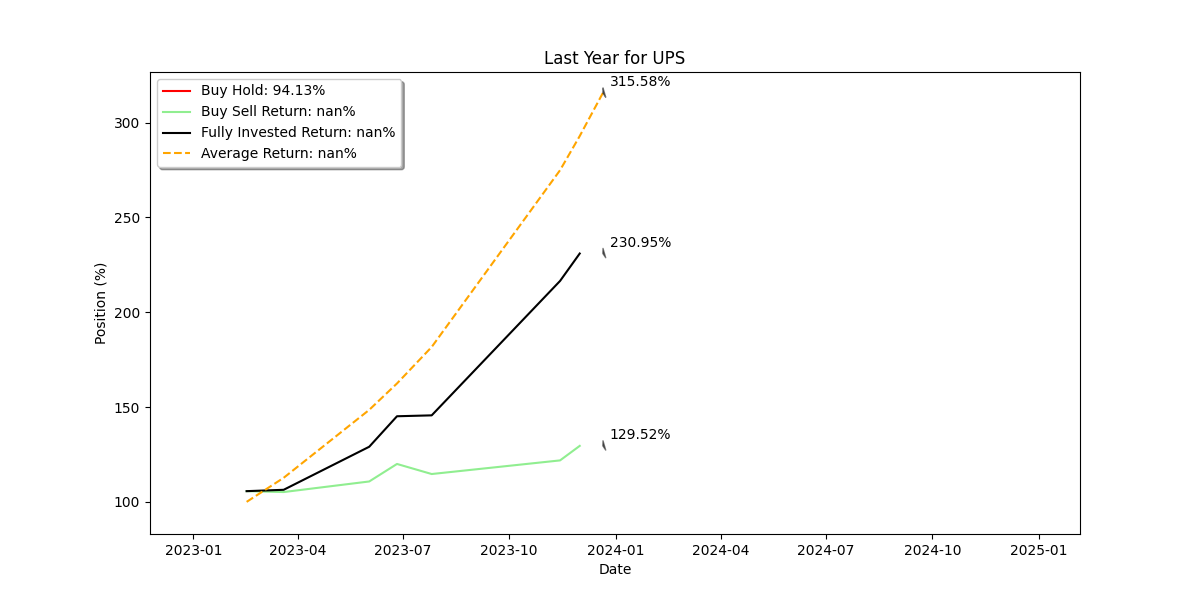 Last Year for UPS
Buy Hold: 94.13%
Buy Sell Return: nan%
Fully Invested Return: nan%
Average Return: nan%
315.58%
230.95%
129.52%
300
250
200
150
100
Position (%)
2023-01 2023-04 2023-07 2023-10 2024-01 2024-04 2024-07 2024-10 2025-01
Date